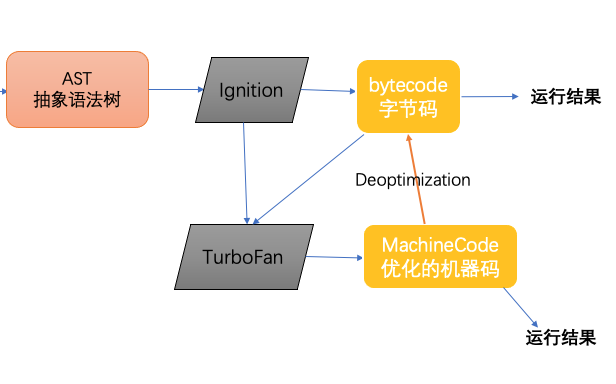 AST
抽象语法树
Ignition
bytecode
字节码
运行结果
Deoptimization
TurboFan
MachineCode
优化的机器码
运行结果